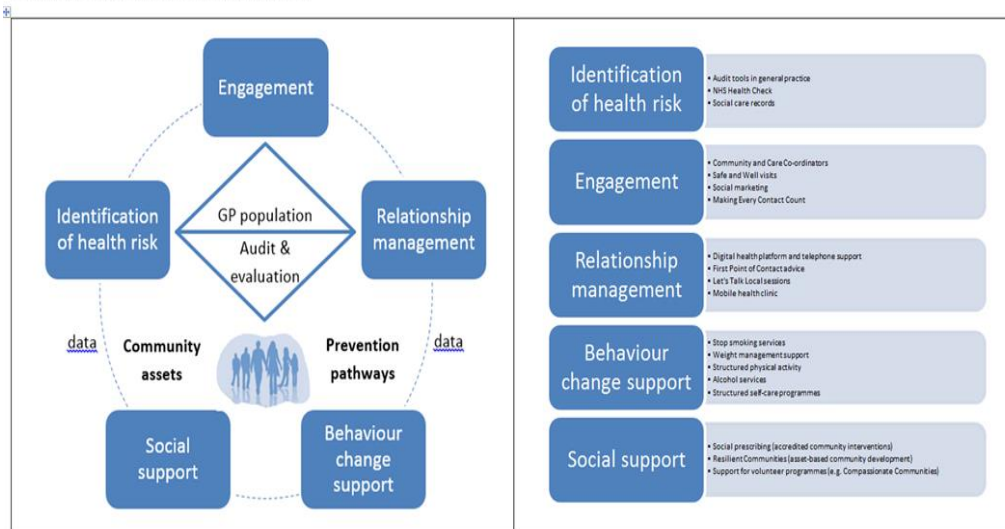 Engagement
Identification
of health risk
GP population
Audit &
evaluation
Relationship
management
data
Community
assets
Prevention
pathways
data
Social
support
Behaviour
change
support
Identification
of health risk
• Audit tools in general practice
• NHS Health Check
• Social care records
Engagement
• Community and Care Co-ordinators
• Safe and Well visits
• Social marketing
• Making Every Contact Count
Relationship
management
• Digital health platform and telephone support
• First Point of Contact advice
• Let's Talk Local sessions
• Mobile health clinic
Behaviour
change support
• Stop smoking services
• Weight management support
• Structured physical activity
• Alcohol services
• Structured self-care programmes
Social support
• Social prescribing (accredited community interventions)
• Resilient Communities (asset-based community development)
• Support for volunteer programmes (e.g. Compassionate Communities)